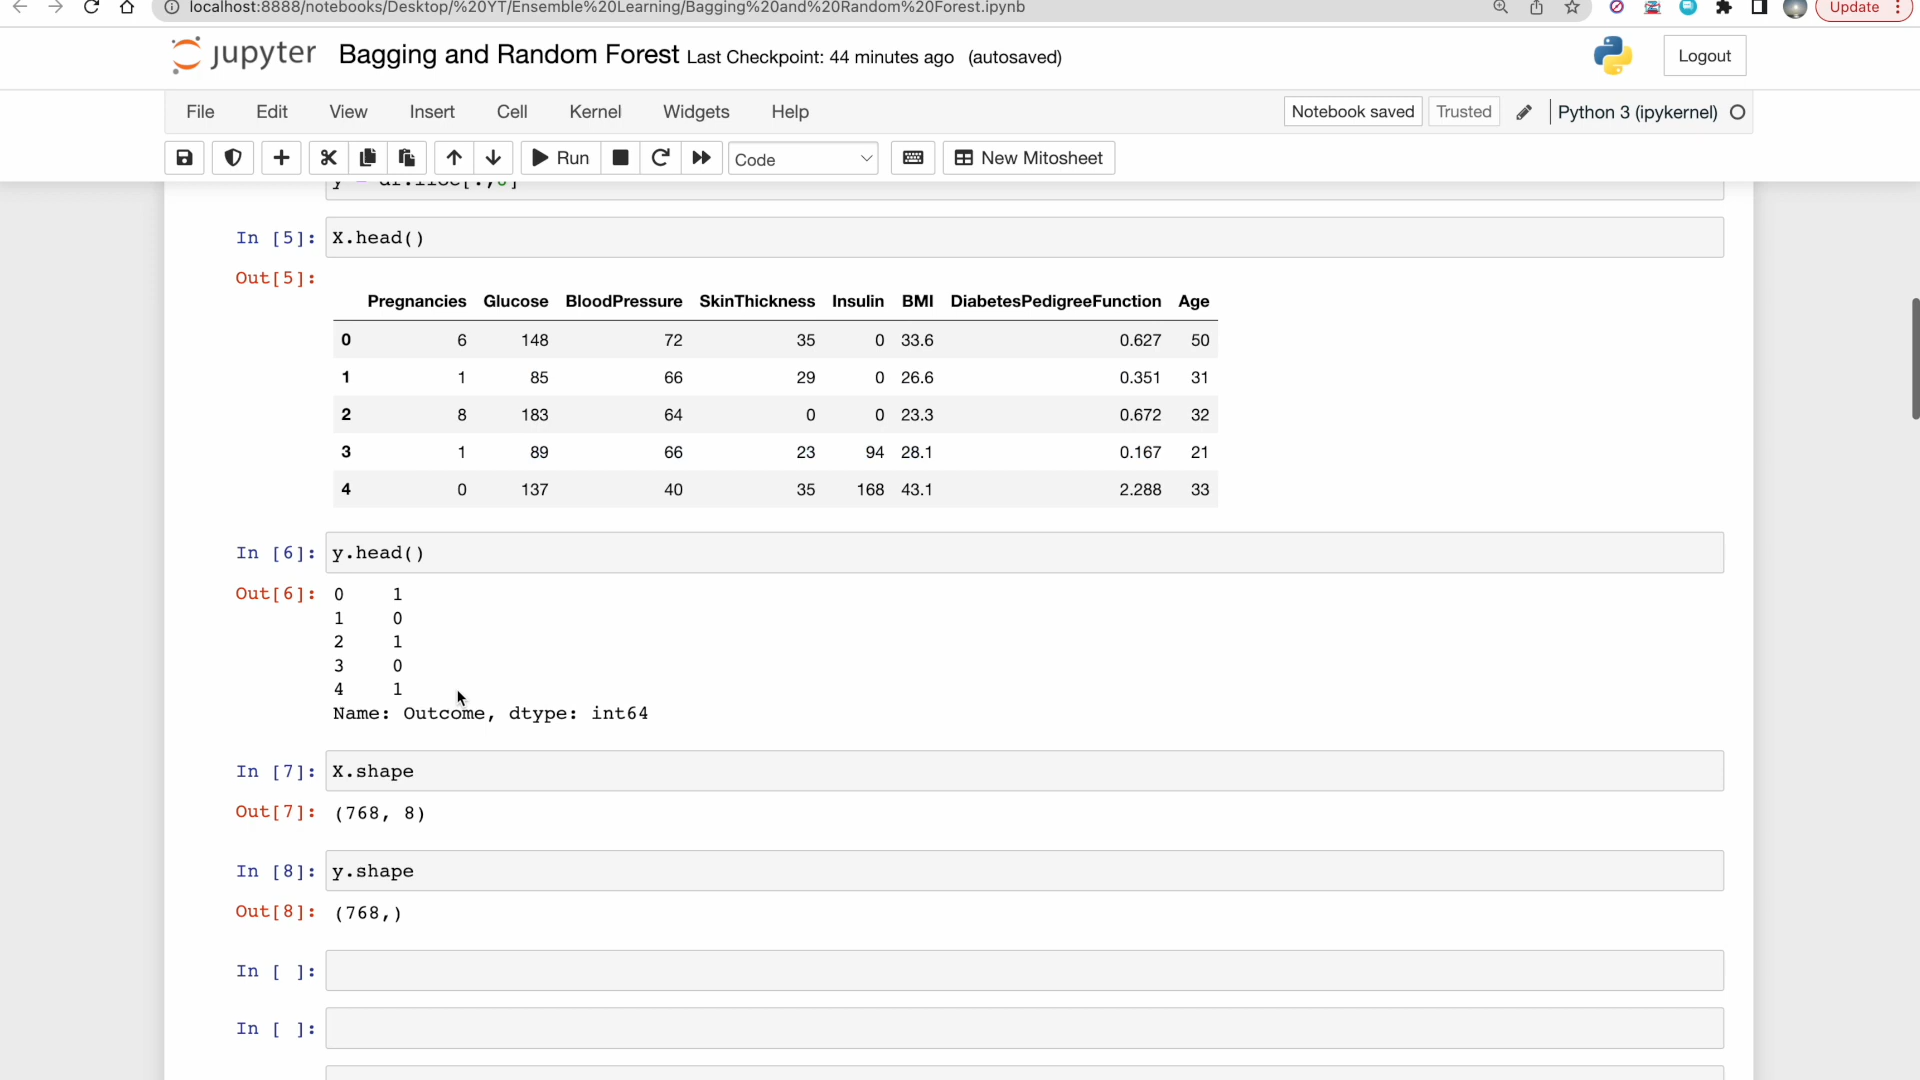 localhost:8888/notebooks/Desktop/%20YT/Ensemble%20Learning/Bagging%20and%20Random%20Forest.ipynb
Update
jupyter Bagging and Random Forest Last Checkpoint: 44 minutes ago (autosaved)
Logout
File Edit View Insert Cell Kernel Widgets Help
Notebook saved Trusted Python 3 (ipykernel)
Run Code New Mitosheet
In [5]: X.head()
Out[5]:
Pregnancies Glucose BloodPressure SkinThickness Insulin BMI DiabetesPedigreeFunction Age
0 6 148 72 35 0 33.6 0.627 50
1 1 85 66 29 0 26.6 0.351 31
2 8 183 64 0 0 23.3 0.672 32
3 1 89 66 23 94 28.1 0.167 21
4 0 137 40 35 168 43.1 2.288 33
In [6]: y.head()
Out[6]: 0 1
1 0
2 1
3 0
4 1
Name: Outcome, dtype: int64
In [7]: X.shape
Out[7]: (768, 8)
In [8]: y.shape
Out[8]: (768,)
In [ ]:
In [ ]: